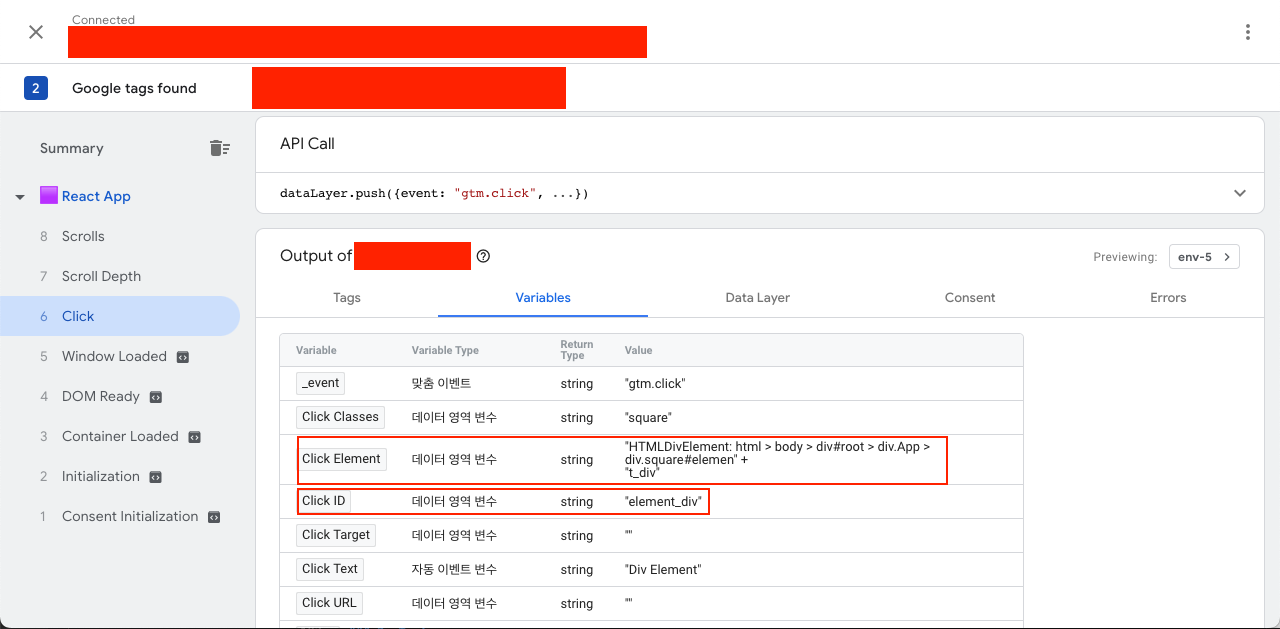 Connected
2 Google tags found
Summary
React App
8 Scrolls
7 Scroll Depth
6 Click
5 Window Loaded
4 DOM Ready
3 Container Loaded
2 Initialization
1 Consent Initialization
API Call
dataLayer.push({event: "gtm.click", ...})
Output of
Previewing: env-5
Tags Variables Data Layer Consent Errors
Variable Variable Type Return Type Value
_event 맞춤 이벤트 string "gtm.click"
Click Classes 데이터 영역 변수 string "square"
Click Element 데이터 영역 변수 string "HTMLDivElement: html > body > div#root > div.App >
div.square#elemen" +
"t_div"
Click ID 데이터 영역 변수 string "element_div"
Click Target 데이터 영역 변수 string ""
Click Text 자동 이벤트 변수 string "Div Element"
Click URL 데이터 영역 변수 string ""